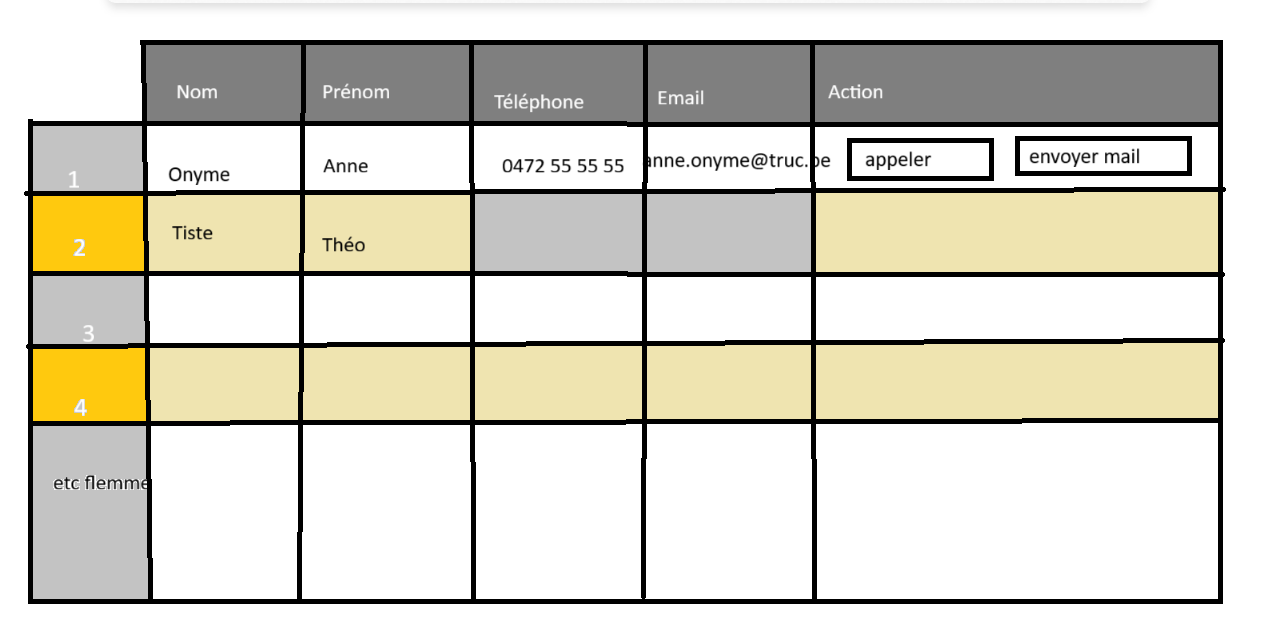 Nom Prénom Téléphone Email Action
1 Onyme Anne 0472 55 55 55 anne.onyme@truc.be appeler envoyer mail
2 Tiste Théo
3
4
etc flemme